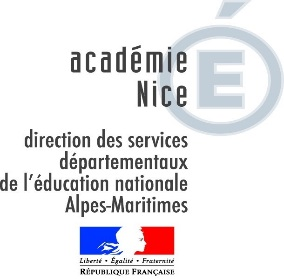 académie
Nice
É
direction des services
départementaux
de l'éducation nationale
Alpes-Maritimes
Liberté • Égalité • Fraternité
RÉPUBLIQUE FRANÇAISE